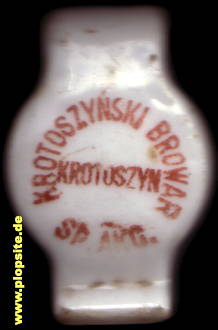 KROTOSZYŃSKI BROWAR
KROTOSZYN
SP. AKC.
www.plopsite.de